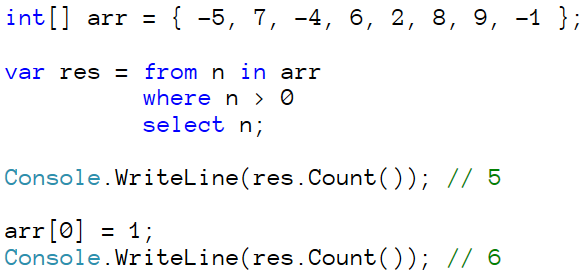 int[] arr = { -5, 7, -4, 6, 2, 8, 9, -1 };

var res = from n in arr
          where n > 0
          select n;

Console.WriteLine(res.Count()); // 5

arr[0] = 1;
Console.WriteLine(res.Count()); // 6